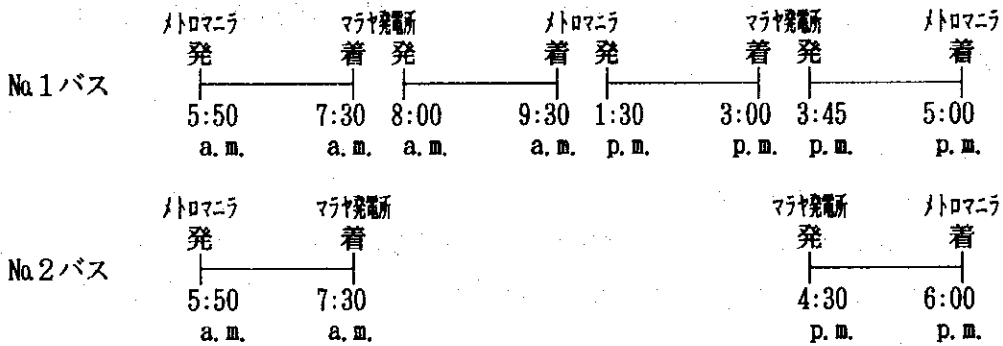 メトロマニラ マラヤ発電所 メトロマニラ マラヤ発電所 メトロマニラ
発 着 発 着 発 着 発 着
No.1バス
5:50 7:30 8:00 9:30 1:30 3:00 3:45 5:00
a.m. a.m. a.m. a.m. p.m. p.m. p.m. p.m.
メトロマニラ マラヤ発電所 マラヤ発電所 メトロマニラ
発 着 発 着
No.2バス
5:50 7:30 4:30 6:00
a.m. a.m. p.m. p.m.